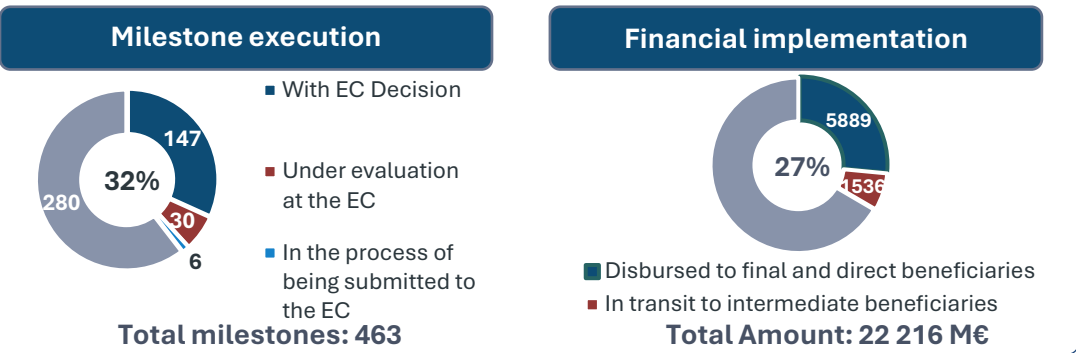 Milestone execution
147
30
6
280
32%
With EC Decision
Under evaluation
at the EC
In the process of
being submitted to
the EC
Total milestones: 463
Financial implementation
5889
1536
27%
Disbursed to final and direct beneficiaries
In transit to intermediate beneficiaries
Total Amount: 22 216 M€